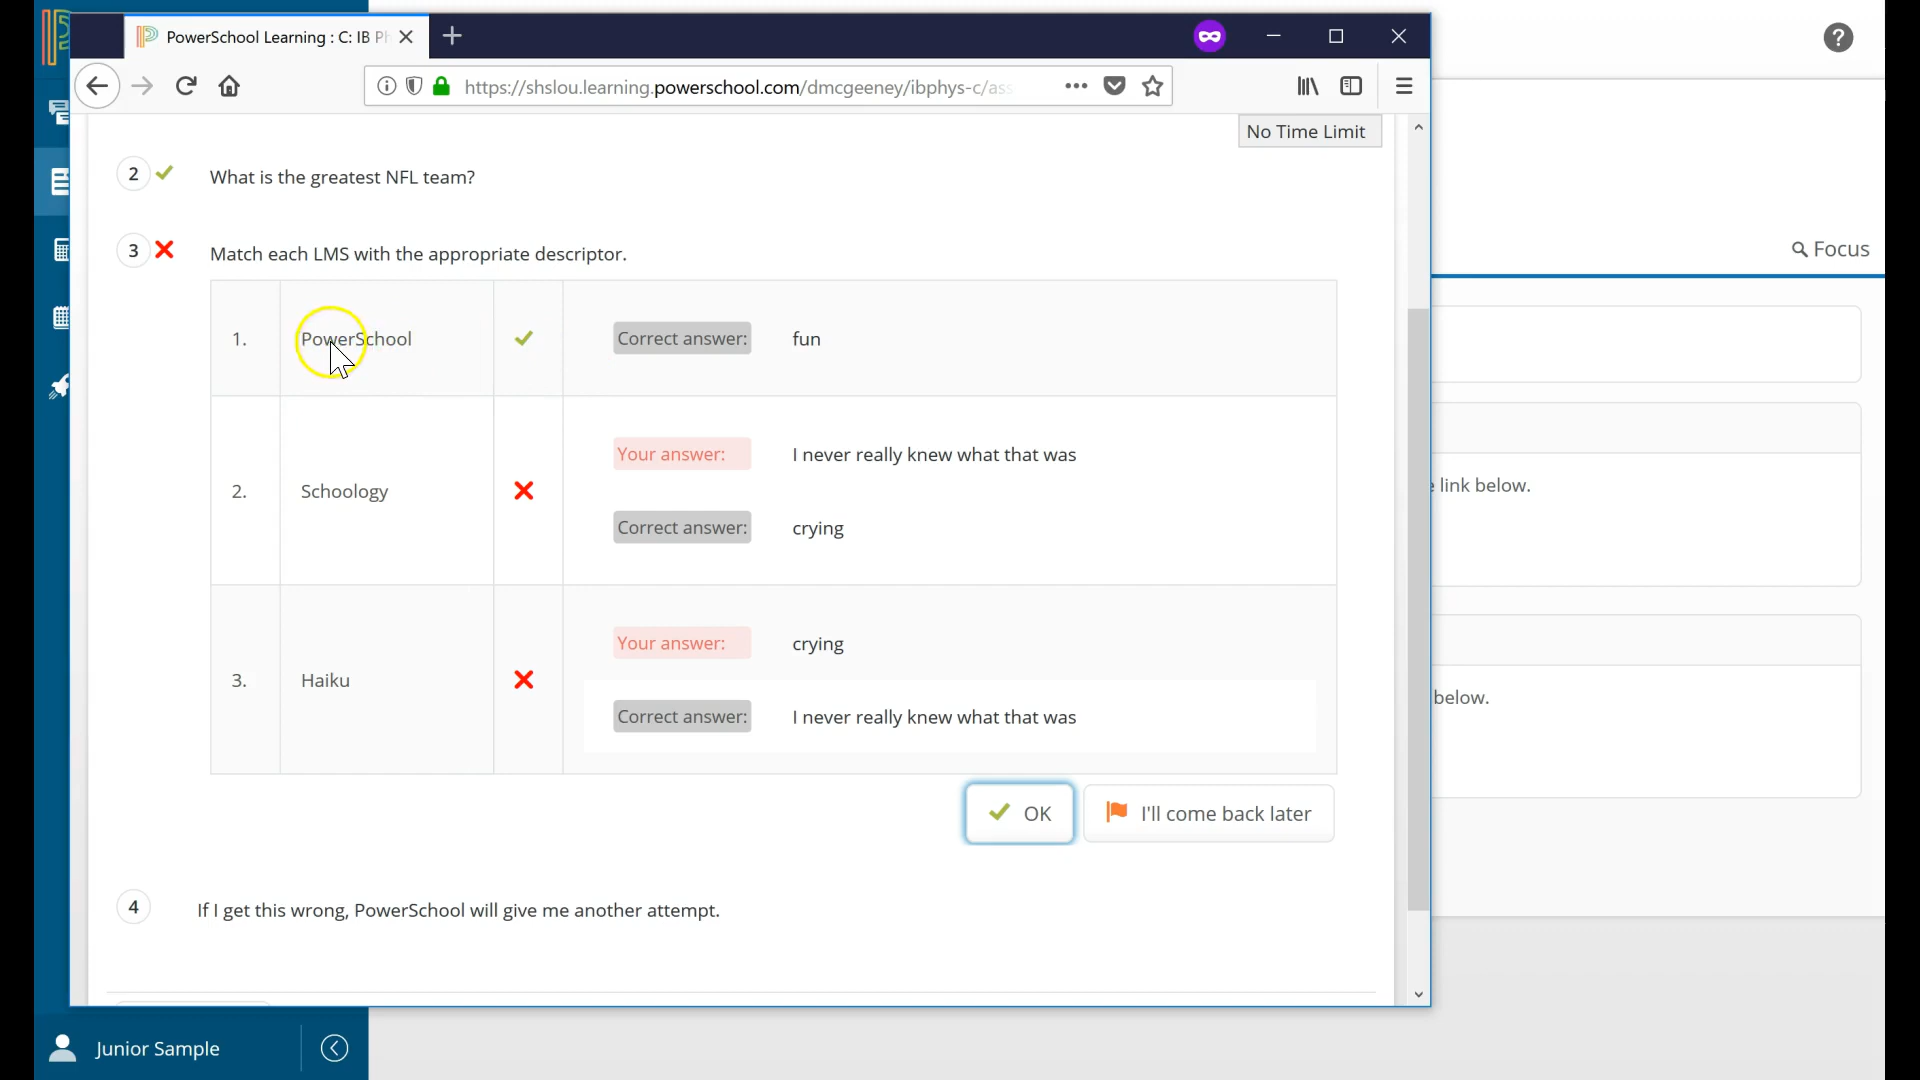 PowerSchool Learning : C: IB Ph
https://shslou.learning.powerschool.com/dmcgeeney/ibphys-c/ass
No Time Limit
2 What is the greatest NFL team?
3 Match each LMS with the appropriate descriptor.
1. PowerSchool Correct answer: fun
2. Schoology Your answer: I never really knew what that was
Correct answer: crying
3. Haiku Your answer: crying
Correct answer: I never really knew what that was
OK I'll come back later
4 If I get this wrong, PowerSchool will give me another attempt.
Focus
link below.
below.
Junior Sample